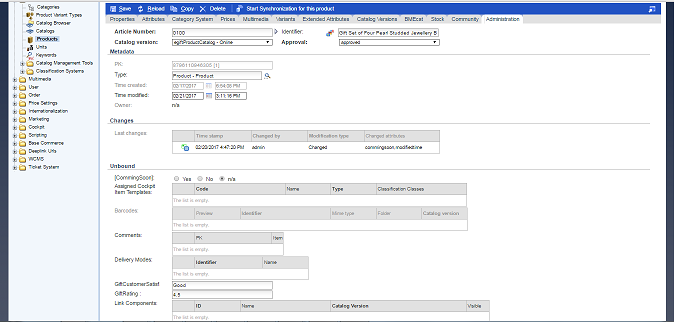 Save Reload Copy Delete Start Synchronization for this product
Categories
Product Variant Types
Catalog Browser
Catalogs
Products
Units
Keywords
Catalog Management Tools
Classification Systems
Multimedia
User
Order
Price Settings
Internationalization
Marketing
Cockpit
Scripting
Base Commerce
Deeplink Urls
WCMS
Ticket System
Properties Attributes Category System Prices Multimedia Variants Extended Attributes Catalog Versions BMEcat Stock Community Administration
Article Number: 0100 Identifier: Gift Set of Four Pearl Studded Jewellery B
Catalog version: egiftProductCatalog - Online Approval: approved
Metadata
PK: 8796110946305 [1]
Type: Product - Product
Time created: 02/17/2017 6:54:08 PM
Time modified: 02/21/2017 3:11:16 PM
Owner: n/a
Changes
Last changes:
Time stamp Changed by Modification type Changed attributes
02/20/2017 4:47:20 PM admin Changed commingsoon,modifiedtime
Unbound
[CommingSoon]: Yes No n/a
Assigned Cockpit
Item Templates:
Code Name Type Classification Classes
The list is empty.
Barcodes:
Preview Identifier Mime type Folder Catalog version
The list is empty.
Comments:
PK Item
The list is empty.
Delivery Modes:
Identifier Name
The list is empty.
GiftCustomerSatisf Good
GiftRating : 4.5
Link Components:
ID Name Catalog Version Visible
The list is empty.